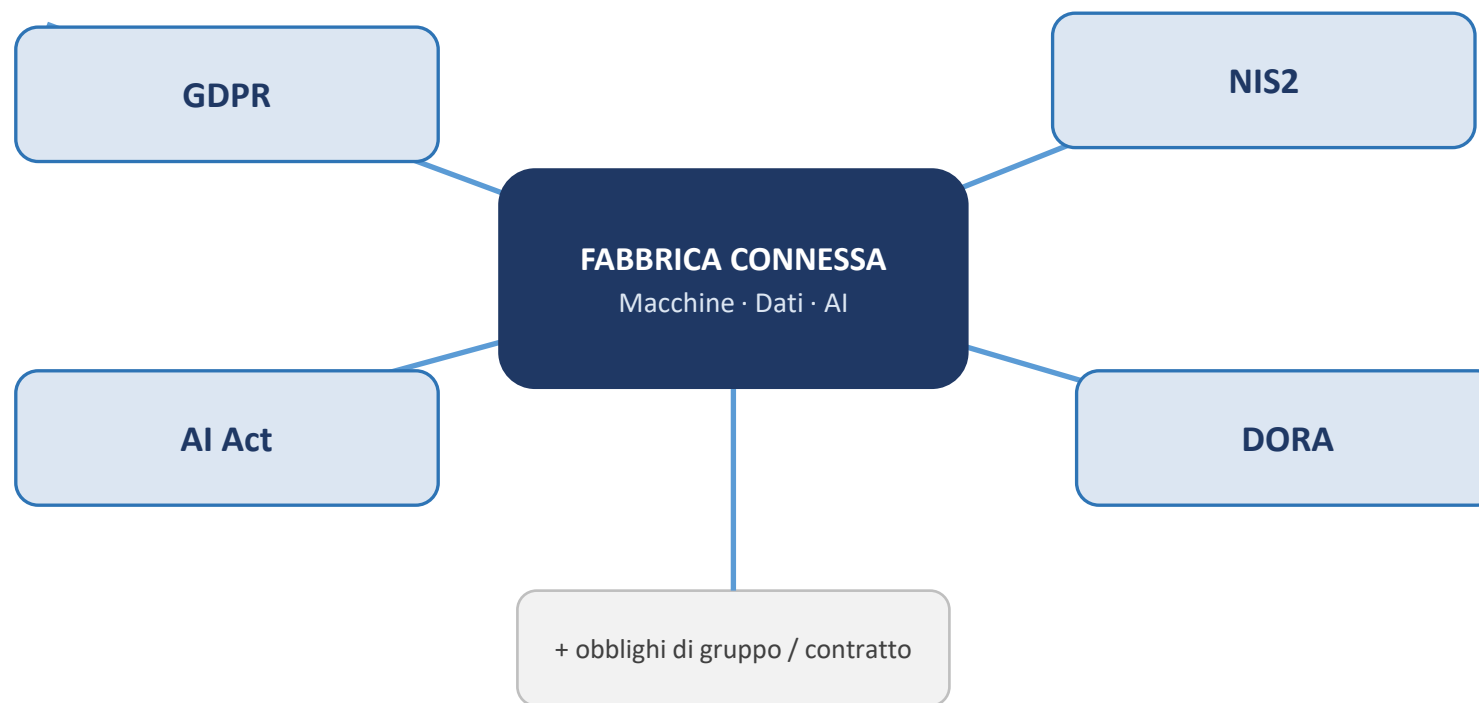 GDPR
NIS2
FABBRICA CONNESSA
Macchine · Dati · AI
AI Act
DORA
+ obblighi di gruppo / contratto